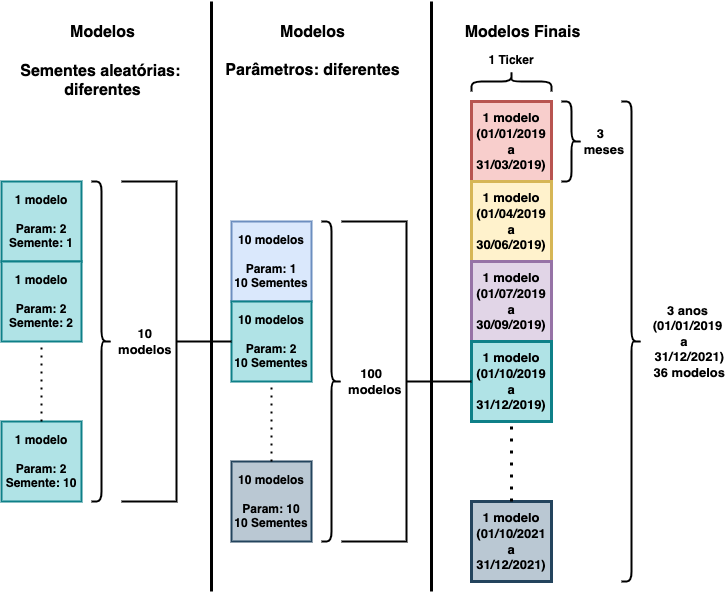 Modelos
Sementes aleatórias:
diferentes
1 modelo
Param: 2
Semente: 1
1 modelo
Param: 2
Semente: 2
1 modelo
Param: 2
Semente: 10
10
modelos
Modelos
Parâmetros: diferentes
10 modelos
Param: 1
10 Sementes
10 modelos
Param: 2
10 Sementes
10 modelos
Param: 10
10 Sementes
100
modelos
Modelos Finais
1 Ticker
1 modelo
(01/01/2019
a
31/03/2019)
3
meses
1 modelo
(01/04/2019
a
30/06/2019)
1 modelo
(01/07/2019
a
30/09/2019)
1 modelo
(01/10/2019
a
31/12/2019)
1 modelo
(01/10/2021
a
31/12/2021)
3 anos
(01/01/2019
a
31/12/2021)
36 modelos